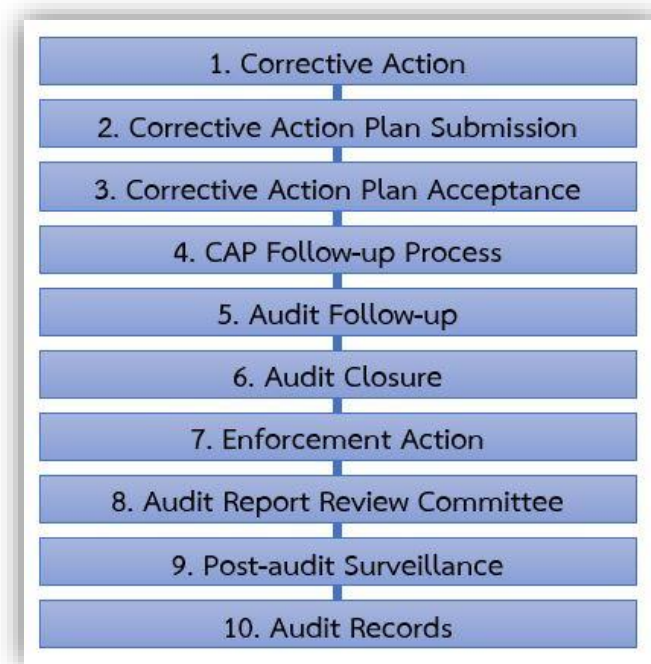 1. Corrective Action
2. Corrective Action Plan Submission
3. Corrective Action Plan Acceptance
4. CAP Follow-up Process
5. Audit Follow-up
6. Audit Closure
7. Enforcement Action
8. Audit Report Review Committee
9. Post-audit Surveillance
10. Audit Records